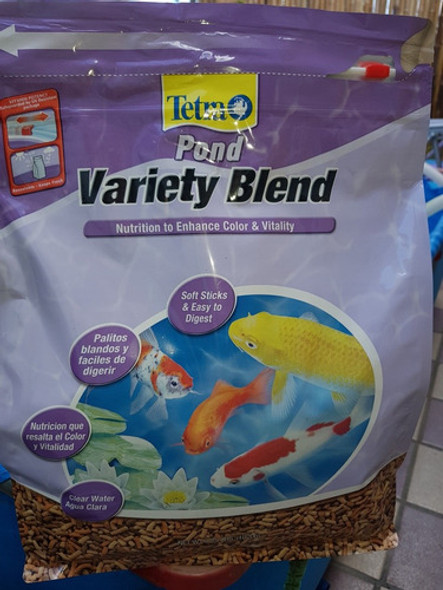 Tetra
Pond
Variety Blend
Nutrition to Enhance Color & Vitality
Soft Sticks
& Easy to
Digest
Palitos
blandos y
faciles de
digerir
Nutricion que
resalta el Color
y Vitalidad
Clear Water
Agua Clara